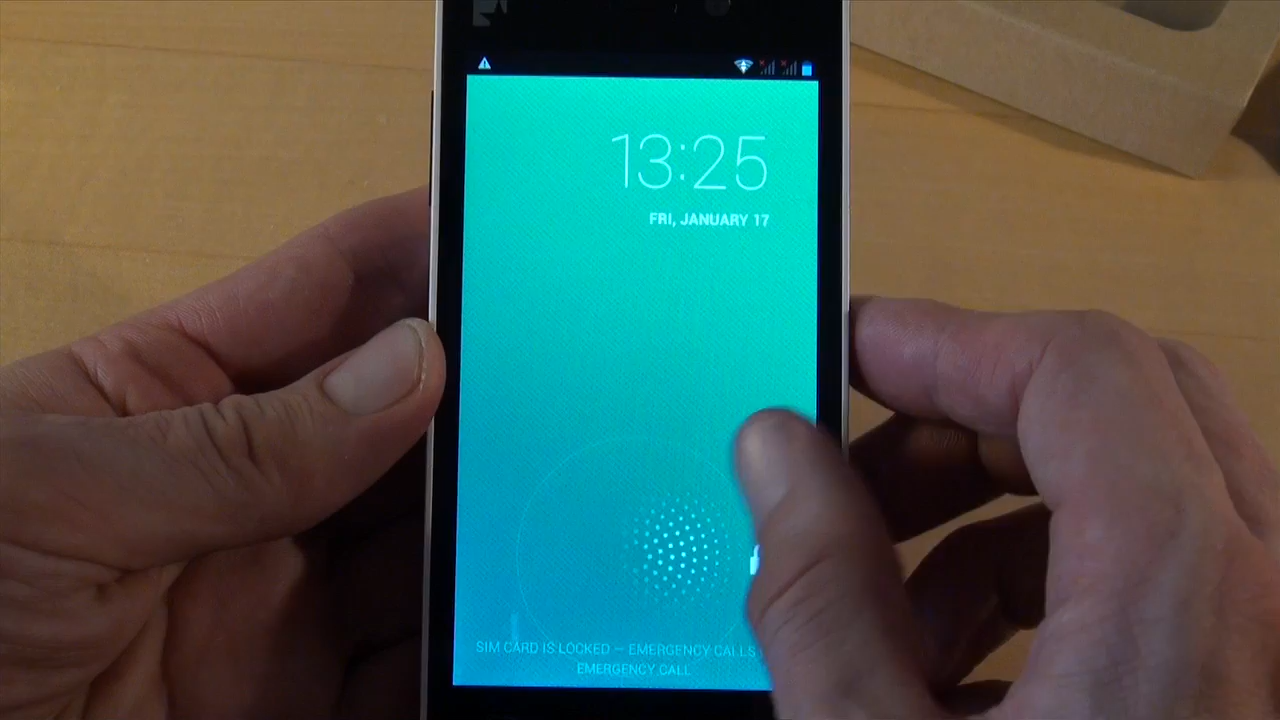 13:25
FRI, JANUARY 17
SIM CARD IS LOCKED — EMERGENCY CALLS
EMERGENCY CALL